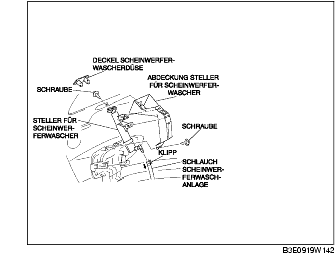 DECKEL SCHEINWERFER-
WASCHERDÜSE
ABDECKUNG STELLER
FÜR SCHEINWERFER-
WASCHER
SCHRAUBE
STELLER FÜR
SCHEINWER-
FERWASCHER
SCHRAUBE
KLIPP
SCHLAUCH
SCHEINWER-
FERWASCH-
ANLAGE
B3E0919W142